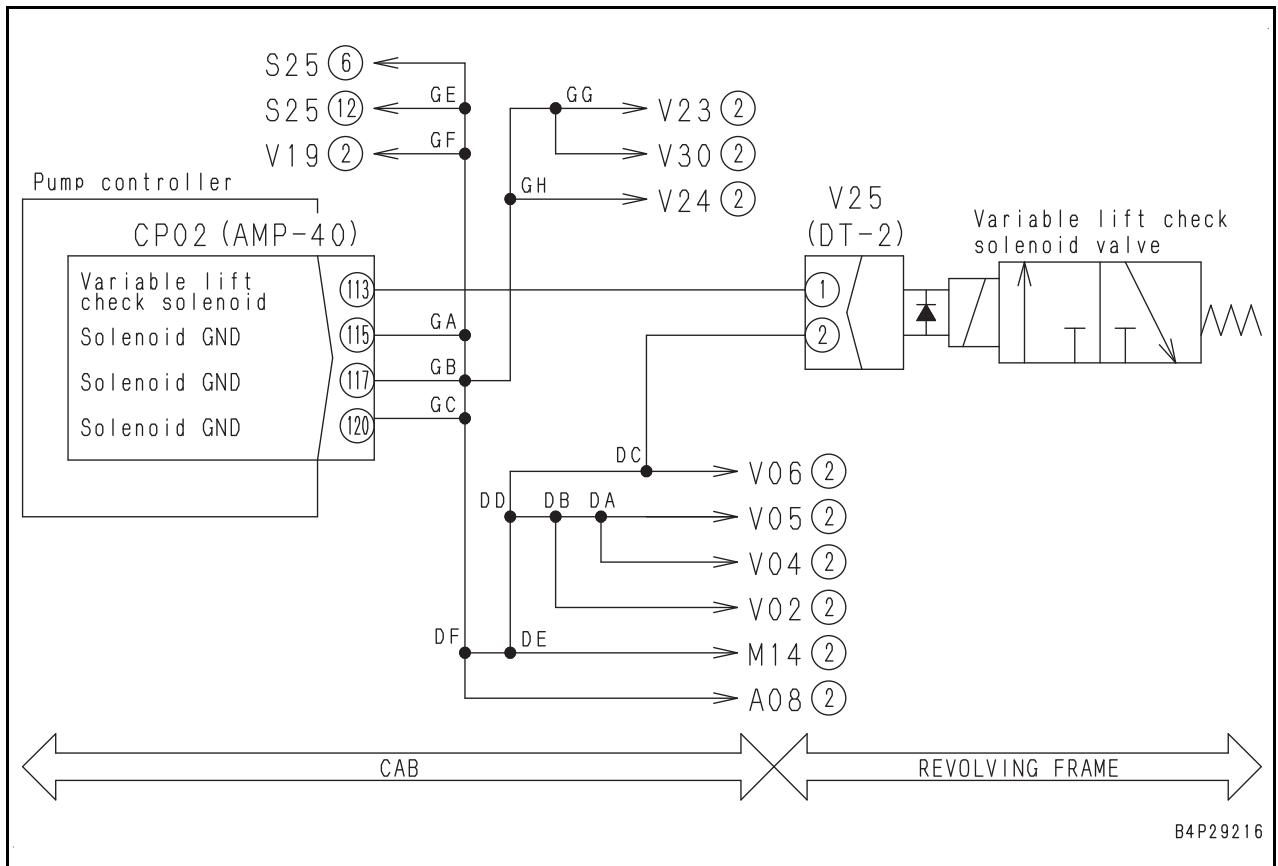 S25 6
S25 12
GE
V19 2
GF
GG
V23 2
V30 2
GH
V24 2
Pump controller
CP02 (AMP-40)
Variable lift
check solenoid
113
Solenoid GND
115
GA
Solenoid GND
117
GB
Solenoid GND
120
GC
V25
(DT-2)
1
2
Variable lift check
solenoid valve
DC
V06 2
DD DB DA
V05 2
V04 2
V02 2
DF DE
M14 2
A08 2
CAB
REVOLVING FRAME
B4P29216